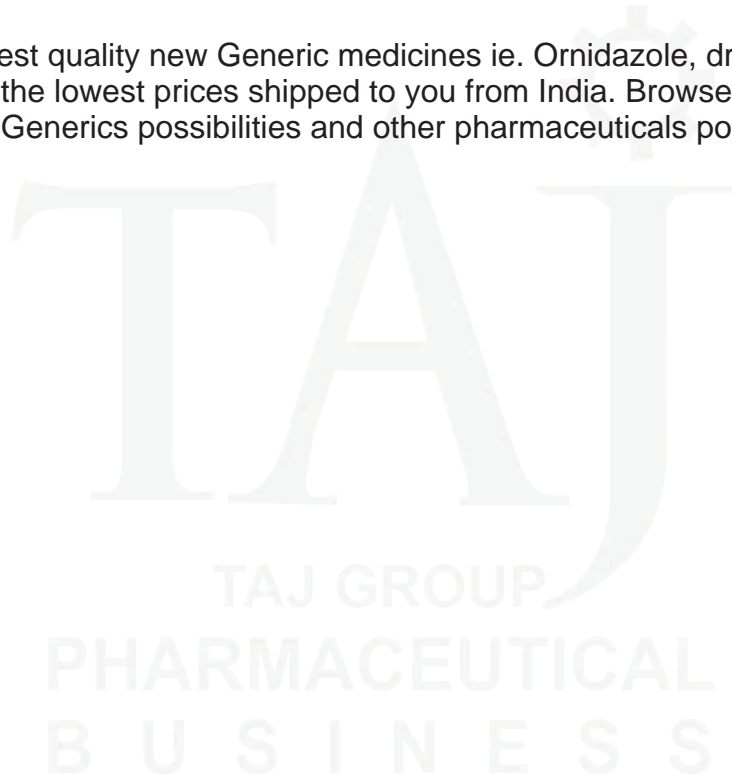 est quality new Generic medicines ie. Ornidazole, dr
the lowest prices shipped to you from India. Browse
Generics possibilities and other pharmaceuticals po
TAJ
TAJ GROUP
PHARMACEUTICAL
BUSINESS